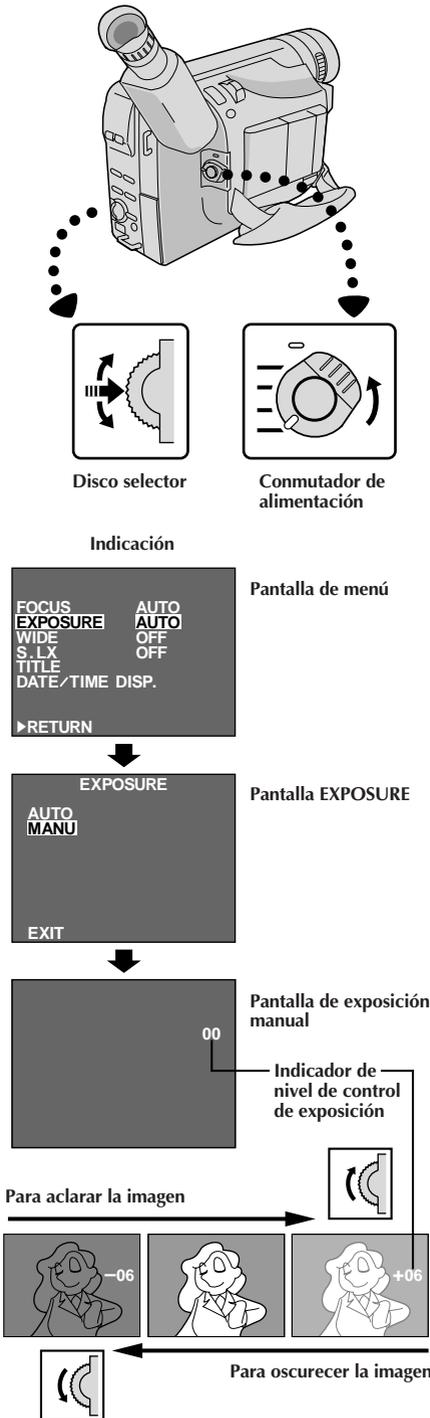 Disco selector
Conmutador de
alimentación
Indicación
Pantalla de menú
FOCUS AUTO
EXPOSURE AUTO
WIDE OFF
S.LX OFF
TITLE
DATE/TIME DISP.
▶RETURN
EXPOSURE
Pantalla EXPOSURE
AUTO
MANU
EXIT
Pantalla de exposición
manual
00
Indicador de
nivel de control
de exposición
Para aclarar la imagen
–06
+06
Para oscurecer la imagen